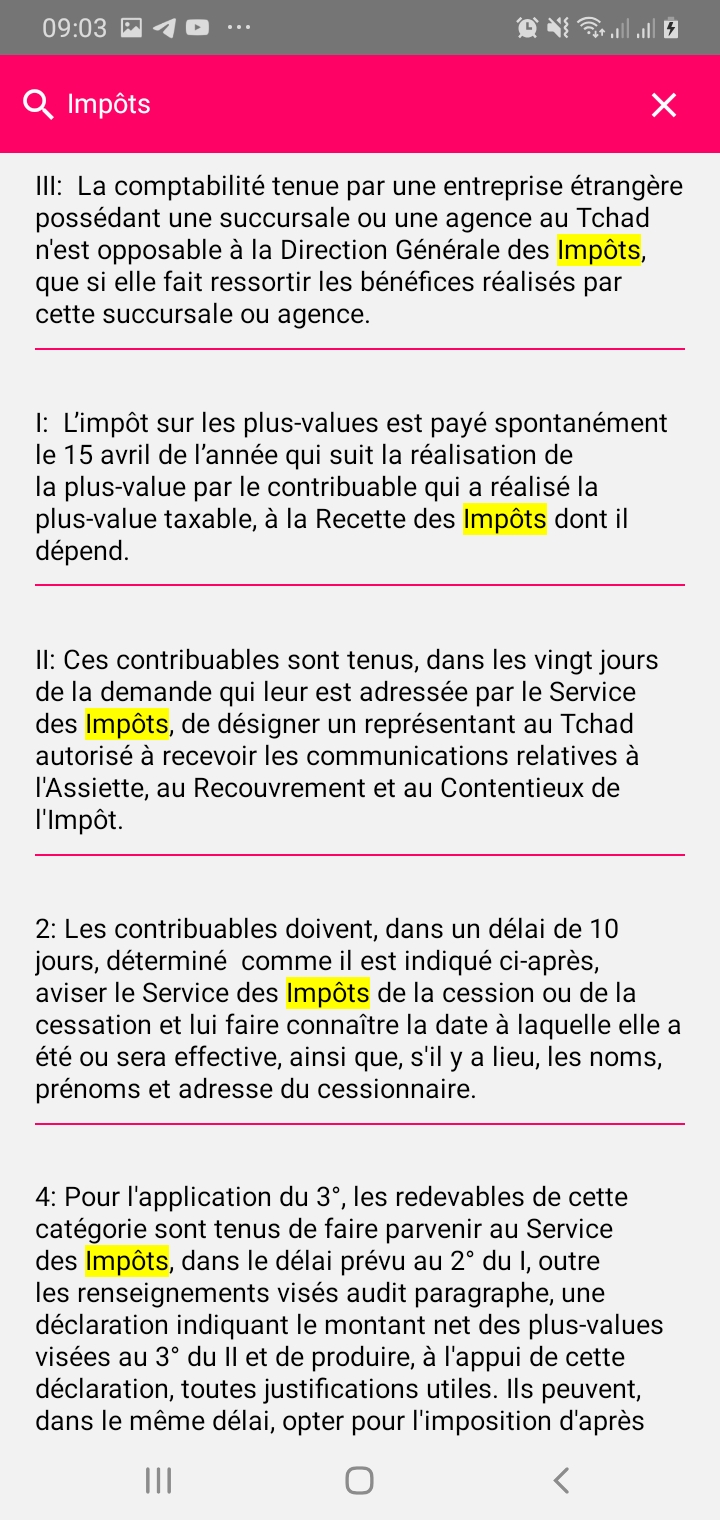 09:03
Impôts
III:  La comptabilité tenue par une entreprise étrangère
possédant une succursale ou une agence au Tchad
n'est opposable à la Direction Générale des Impôts,
que si elle fait ressortir les bénéfices réalisés par
cette succursale ou agence.
I:  L’impôt sur les plus-values est payé spontanément
le 15 avril de l’année qui suit la réalisation de
la plus-value par le contribuable qui a réalisé la
plus-value taxable, à la Recette des Impôts dont il
dépend.
II: Ces contribuables sont tenus, dans les vingt jours
de la demande qui leur est adressée par le Service
des Impôts, de désigner un représentant au Tchad
autorisé à recevoir les communications relatives à
l'Assiette, au Recouvrement et au Contentieux de
l'Impôt.
2: Les contribuables doivent, dans un délai de 10
jours, déterminé  comme il est indiqué ci-après,
aviser le Service des Impôts de la cession ou de la
cessation et lui faire connaître la date à laquelle elle a
été ou sera effective, ainsi que, s'il y a lieu, les noms,
prénoms et adresse du cessionnaire.
4: Pour l'application du 3°, les redevables de cette
catégorie sont tenus de faire parvenir au Service
des Impôts, dans le délai prévu au 2° du I, outre
les renseignements visés audit paragraphe, une
déclaration indiquant le montant net des plus-values
visées au 3° du II et de produire, à l'appui de cette
déclaration, toutes justifications utiles. Ils peuvent,
dans le même délai, opter pour l'imposition d'après